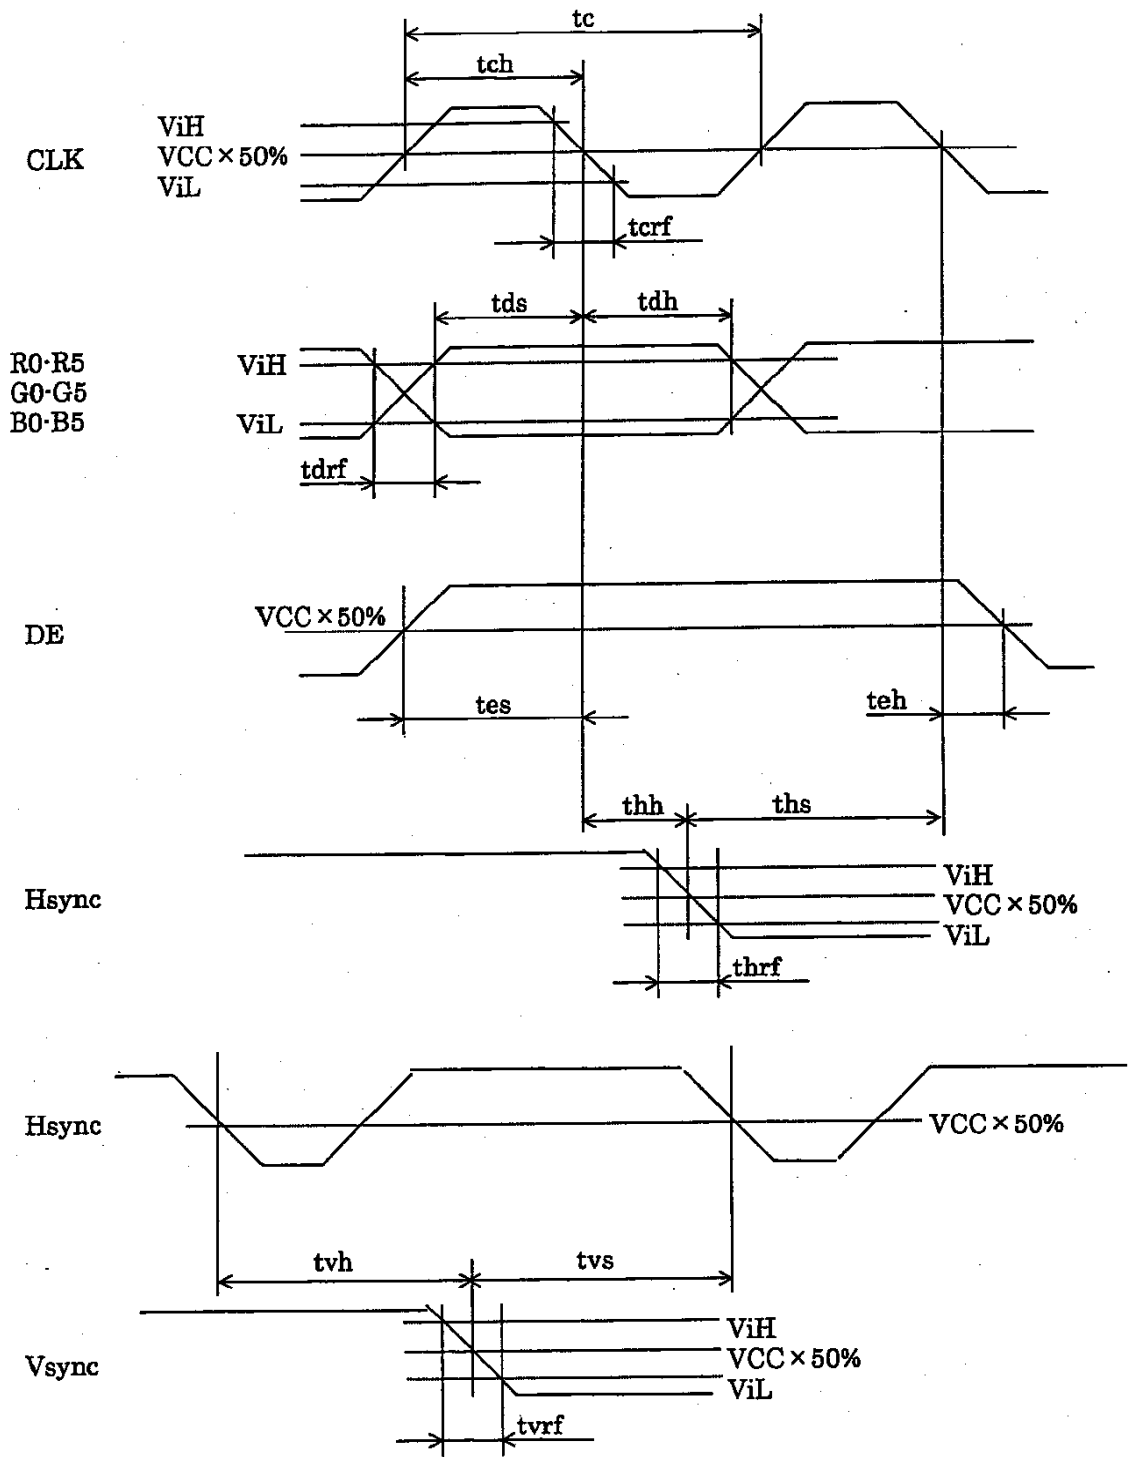 tc
tch
ViH
CLK VCC×50%
ViL
tcrf
tds tdh
R0-R5 ViH
G0-G5
B0-B5 ViL
tdrf
VCC×50%
DE
tes teh
thh ths
ViH
Hsync VCC×50%
ViL
thrf
Hsync VCC×50%
tvh tvs
ViH
Vsync VCC×50%
ViL
tvrf